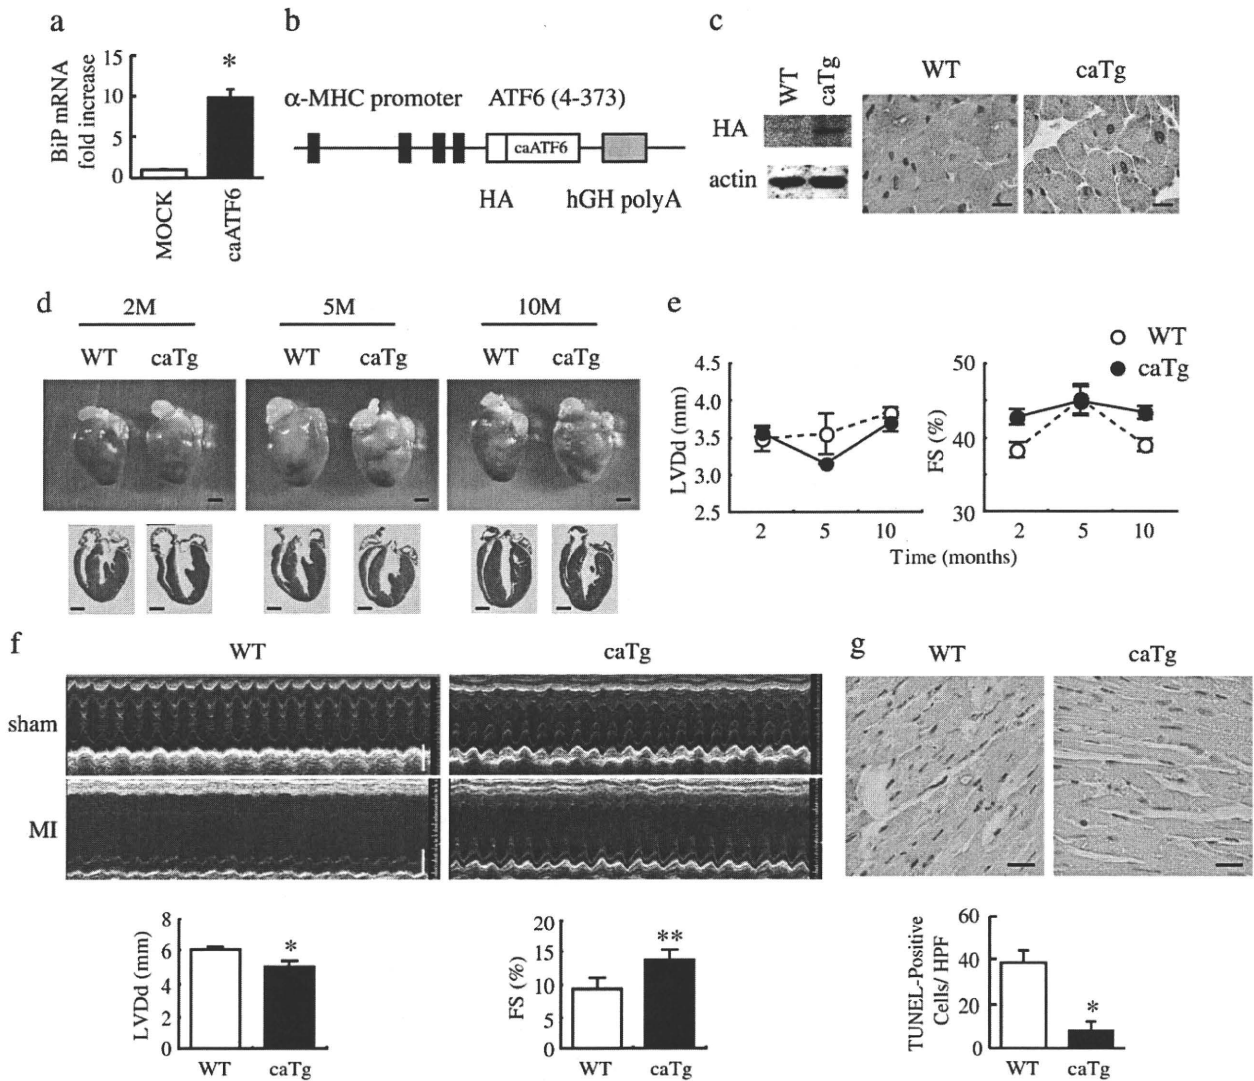 a
BiP mRNA
fold increase
15
10
5
0
*
MOCK
caATF6
b
α-MHC promoter ATF6 (4-373)
caATF6
HA hGH polyA
c
WT caTg
HA
actin
WT caTg
d
2M 5M 10M
WT caTg WT caTg WT caTg
e
WT
caTg
LVDd (mm)
4.5
4.0
3.5
3.0
2.5
2 5 10
FS (%)
50
40
30
2 5 10
Time (months)
f
WT caTg
sham
MI
LVDd (mm)
8
6
4
2
0
*
WT caTg
FS (%)
20
15
10
5
0
**
WT caTg
g
WT caTg
TUNEL-Positive
Cells/ HPF
60
40
20
0
*
WT caTg